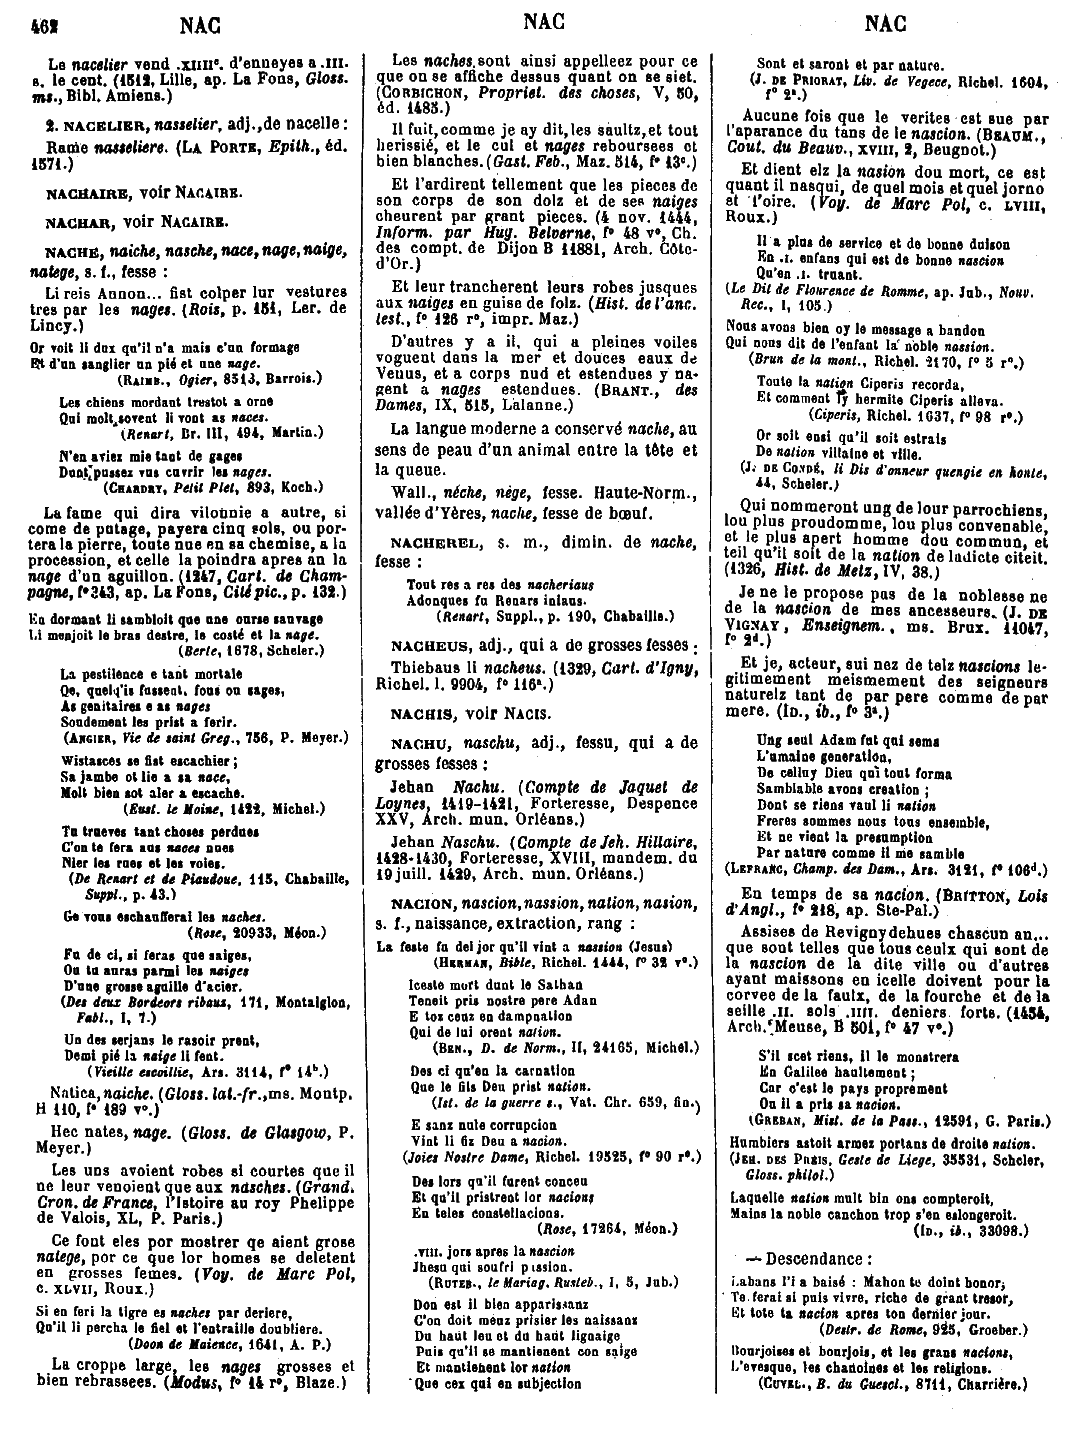 462 NAC NAC NAC
Le nacelier vend .XIIIIe. d'enneyes a .III.
s. le cent. (1512, Lille, ap. La Fons, Gloss.
ms., Bibl. Amiens.)
2. NACELIER, nasselier, adj., de nacelle :
Rame nasseliere. (LA PORTE, Epith., éd.
1571.)
NACHAIRE, voir NACAIRE.
NACHAR, voir NACAIRE.
NACHE, naiche, nasche, nace, nage, naige,
natege, s. f., fesse :
Li reis Annon... fist colper lur vestures
tres par les nages. (Rois, p. 151, Ler. de
Lincy.)
Or voit li dux qu'il n'a mais c'un formage
Et d'un sanglier un pié et une nage.
(RAIMB., Ogier, 8513, Barrois.)
Les chiens mordant trestot a orne
Qui molt sovent li vont as naces.
(Renart, Br. III, 494, Martin.)
N'en aviez mie tant de gages
Dont pussez vus cuvrir les nages.
(CHARDRY, Petit Plet, 893, Koch.)
La fame qui dira vilonnie a autre, si
come de putage, payera cinq sols, ou por-
tera la pierre, toute nue en sa chemise, a la
procession, et celle la poindra apres an la
nage d'un aguillon. (1247, Cart. de Cham-
pagne, f° 343, ap. La Fons, Cité pic., p. 132.)
En dormant li sambloit que une ourse sauvage
Li menjoit le bras destre, le costé et la nage.
(Berte, 1678, Scheler.)
La pestilence e tant mortale
Qe, quelq'is fussent, fous ou sages,
As genitaires e as nages
Soudement les prist a ferir.
(ANGIER, Vie de saint Greg., 756, P. Meyer.)
Wistasces se fist escachier ;
Sa jambe ot lie a sa nace,
Molt bien sot aler a escache.
(Eust. le Moine, 1422, Michel.)
Tu trueves tant choses perdues
C'on te fera aus naces nues
Nier les rues et les voies.
(De Renart et de Piaudoue, 115, Chabaille,
Suppl., p. 43.)
Ge vous eschaufferai les naches.
(Rose, 20933, Méon.)
Fu de ci, si feras que saiges,
Ou tu auras parmi les naiges
D'une grosse aguille d'acier.
(Des deux Bordeors ribauz, 171, Montaiglon,
Fabl., I, 7.)
Un des serjans le rasoir prent,
Demi pié la naige li fent.
(Vieille escoillie, Ars. 3114, f° 14b.)
Natica, naiche. (Gloss. lat.-fr., ms. Montp.
H 110, f° 189 v°.)
Hec nates, nage. (Gloss. de Glasgow, P.
Meyer.)
Les uns avoient robes si courtes que il
ne leur venoient que aux nasches. (Grand.
Cron. de France, l'Istoire au roy Phelippe
de Valois, XL, P. Paris.)
Ce font eles por mostrer qe aient grose
natege, por ce que lor homes se deletent
en grosses femes. (Voy. de Marc Pol,
c. XLVII, Roux.)
Si en feri la tigre es naches par deriere,
Qu'il li percha le fiel et l'entraille doubliere.
(Doon de Maience, 1641, A. P.)
La croppe large, les nages grosses et
bien rebrassees. (Modus, f° 14 r°, Blaze.)
Les naches sont ainsi appelleez pour ce
que on se affiche dessus quant on se siet.
(CORBICHON, Propriet. des choses, V, 50,
éd. 1485.)
Il fuit, comme je ay dit, les saultz, et tout
herissié, et le cul et nages rebourseees ot
bien blanches. (Gast. Feb., Maz. 514, f° 13c.)
Et l'ardirent tellement que les pieces de
son corps de son dolz et de ses naiges
cheurent par grant pieces. (4 nov. 1444,
Inform. par Hug. Belverne, f° 48 v°, Ch.
des compt. de Dijon B 11881, Arch. Côte-
d'Or.)
Et leur trancherent leurs robes jusques
aux naiges en guise de folz. (Hist. de l'anc.
test., f° 126 r°, impr. Maz.)
D'autres y a il, qui a pleines voiles
voguent dans la mer et douces eaux de
Venus, et a corps nud et estendues y na-
gent a nages estendues. (BRANT., des
Dames, IX, 515, Lalanne.)
La langue moderne a conservé nache, au
sens de peau d'un animal entre la tête et
la queue.
Wall., néche, nège, fesse. Haute-Norm.,
vallée d'Yères, nache, fesse de bœuf.
NACHEREL, s. m., dimin. de nache,
fesse :
Tout res a res des nacheriaus
Adonques fu Renars inlaus.
(Renart, Suppl., p. 190, Chabaille.)
NACHEUS, adj., qui a de grosses fesses :
Thiebaus li nacheus. (1329, Cart. d'Igny,
Richel. l. 9904, f° 116a.)
NACHIS, voir NACIS.
NACHU, naschu, adj., fessu, qui a de
grosses fesses :
Jehan Nachu. (Compte de Jaquet de
Loynes, 1419-1421, Forteresse, Despence
XXV, Arch. mun. Orléans.)
Jehan Naschu. (Compte de Jeh. Hillaire,
1428-1430, Forteresse, XVIII, mandem. du
19 juill. 1429, Arch. mun. Orléans.)
NACION, nascion, nassion, nation, nasion,
s. f., naissance, extraction, rang :
La feste fu del jor qu'il vint a nassion (Jesus)
(HERMAN, Bible, Richel. 1444, f° 32 v°.)
Iceste mort dunt le Sathan
Teneit pris nostre pere Adan
E toz ceuz en dampnation
Qui de lui orent nation.
(BEN., D. de Norm., II, 24165, Michel.)
Des ci qu'en la carnation
Que le fils Deu prist nation.
(Ist. de la guerre s., Vat. Chr. 659, fin.)
E sanz nule corrupcion
Vint li fiz Deu a nacion.
(Joies Nostre Dame, Richel. 19525, f° 90 r°.)
Des lors qu'il furent conceu
Et qu'il pristrent lor nacions
En teles constellacions.
(Rose, 17264, Méon.)
.VIII. jors apres la nascion
Jhesu qui soufri passion.
(RUTEB., le Mariag. Rusteb., I, 5, Jub.)
Don est il bien apparissanz
C'on doit menz prisier les naissanz
Du haut leu et du haut lignaige
Puis qu'il se maintienent con saige
Et maintienent lor nation
Que cex qui en subjection
Sont et saront et par nature.
(J. DE PRIORAT, Liv. de Vegece, Richel. 1604,
f° 2a.)
Aucune fois que le verites est sue par
l'aparance du tans de le nascion. (BEAUM.,
Cout. du Beauv., XVIII, 2, Beugnot.)
Et dient elz la nasion dou mort, ce est
quant il nasqui, de quel mois et quel jorno
et l'oire. (Voy. de Marc Pol, c. LVIII,
Roux.)
Il a plus de service et de bonne duison
En .I. enfans qui est de bonne nascion
Qu'en .I. truant.
(Le Dit de Flourence de Romme, ap. Jub., Nouv.
Rec., I, 105.)
Nous avons bien oy le message a bandon
Qui nous dit de l'enfant la noble nassion.
(Brun de la mont., Richel. 2170, f° 5 r°.)
Toute la nation Ciperis recorda,
Et comment ly hermite Ciperis alleva.
(Ciperis, Richel. 1637, f° 98 r°.)
Or soit ensi qu'il soit estrais
De nation villaine et ville.
(J. DE CONDÉ, li Dis d'onneur quengie en honte,
44, Scheler.)
Qui nommeront ung de lour parrochiens,
lou plus proudomme, lou plus convenable,
et le plus apert homme dou commun, et
teil qu'il soit de la nation de ladicte citeit.
(1326, Hist. de Metz, IV, 38.)
Je ne le propose pas de la noblesse ne
de la nascion de mes ancesseurs. (J. DE
VIGNAY, Enseignem., ms. Brux. 11047,
f° 2d.)
Et je, acteur, sui nez de telz nascions le-
gitimement meismement des seigneurs
naturelz tant de par pere comme de par
mere. (ID., ib., f° 3a.)
Ung seul Adam fut qui sema
L'umaine generation,
De celluy Dieu qui tout forma
Samblable avons creation ;
Dont se riens vaul li nation
Freres sommes nous tous ensemble,
Et ne vient la presumption
Par nature comme il me samble
(LEFRANC, Champ. des Dam., Ars. 3121, f° 106d.)
En temps de sa nacion. (BRITTON, Lois
d'Angl., f° 218, ap. Ste-Pal.)
Assises de Revigny dehues chascun an...
que sont telles que tous ceulx qui sont de
la nascion de la dite ville ou d'autres
ayant maissons en icelle doivent pour la
corvee de la faulx, de la fourche et de la
seille .II. sols .IIII. deniers forts. (1454,
Arch. Meuse, B 501, f° 47 v°.)
S'il scet riens, il le monstrera
En Galilee haultement ;
Car c'est le pays proprement
Ou il a pris sa nacion.
(GREBAN, Mist. de la Pass., 12591, G. Paris.)
Humbiers astoit armez portans de droite nation.
(JEH. DES PREIS, Geste de Liege, 35531, Scheler,
Gloss. philol.)
Laquelle nation mult bin ons compteroit,
Mains la noble canchon trop s'en eslongeroit.
(ID., ib., 33098.)
— Descendance :
Labans l'i a baisé : Mahon te doint honor;
Te ferai si puis vivre, riche de grant tresor,
Et tote ta nacion apres ton dernier jour.
(Destr. de Rome, 925, Groeber.)
Bourjoises et bourjois, et les grans nacions,
L'evesque, les chanoines et les religions.
(CUVEL., B. du Guescl., 8711, Charrière.)